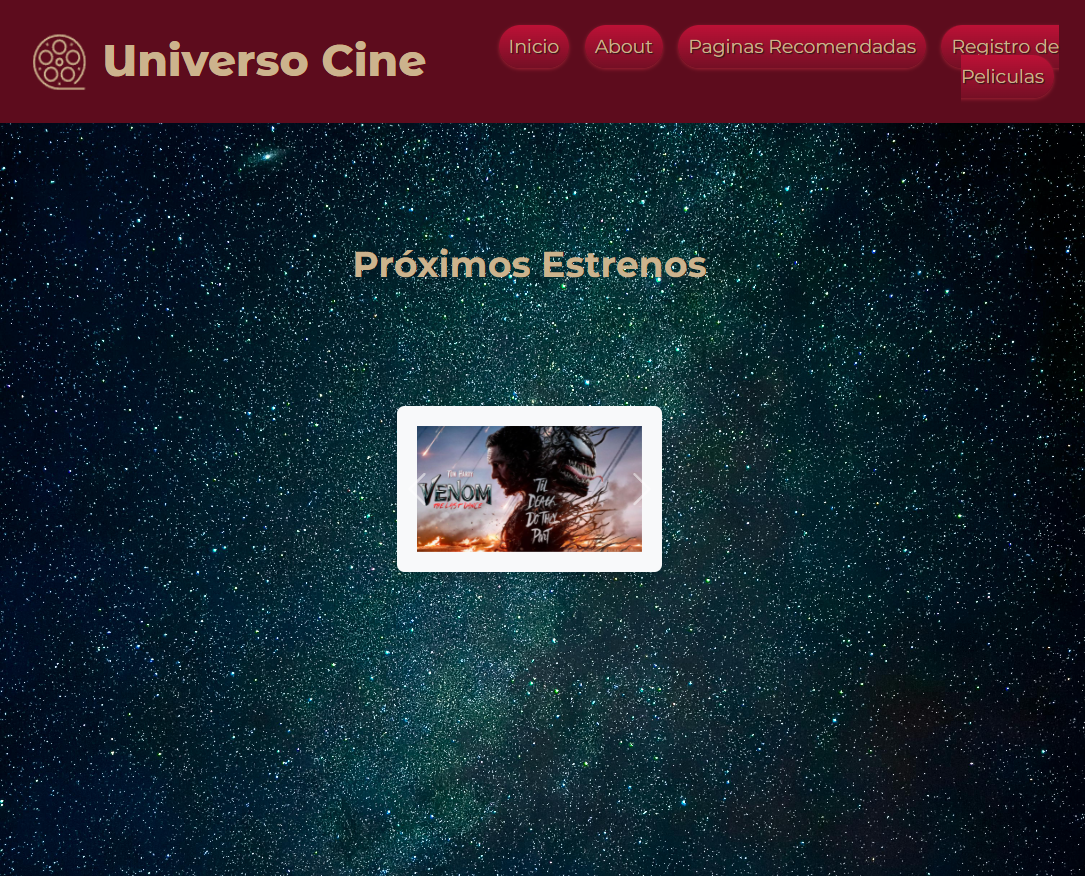 Universo Cine
Inicio
About
Paginas Recomendadas
Registro de
Peliculas
Próximos Estrenos
TOM HARDY
VENOM
THE LAST DANCE
'TIL
DEATH
DO THEY
PART